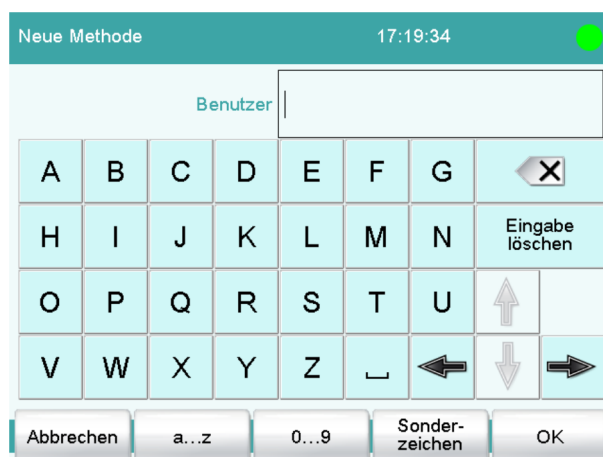 Neue Methode 17:19:34
Benutzer
A B C D E F G
H I J K L M N Eingabe löschen
O P Q R S T U
V W X Y Z
Abbrechen a...z 0...9 Sonder-zeichen OK